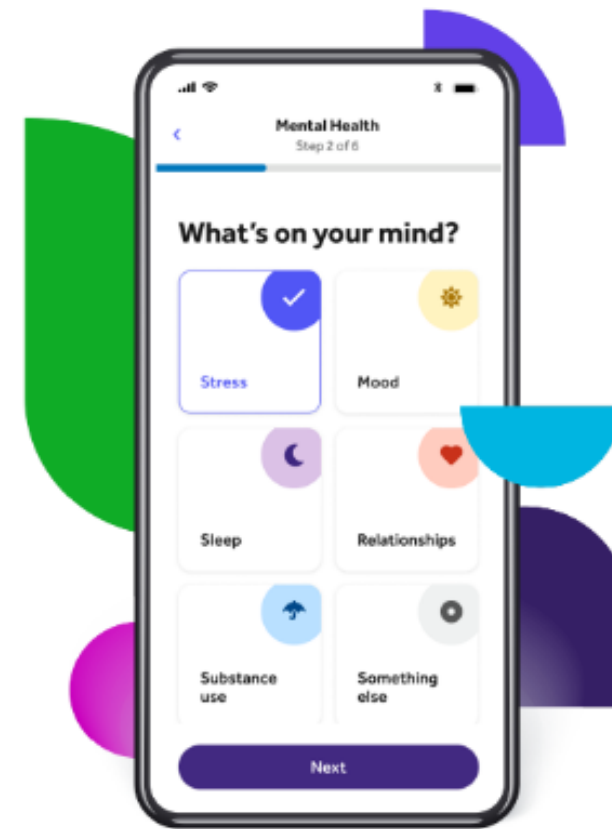 Mental Health
Step 2 of 6
What's on your mind?
Stress
Mood
Sleep
Relationships
Substance
use
Something
else
Next